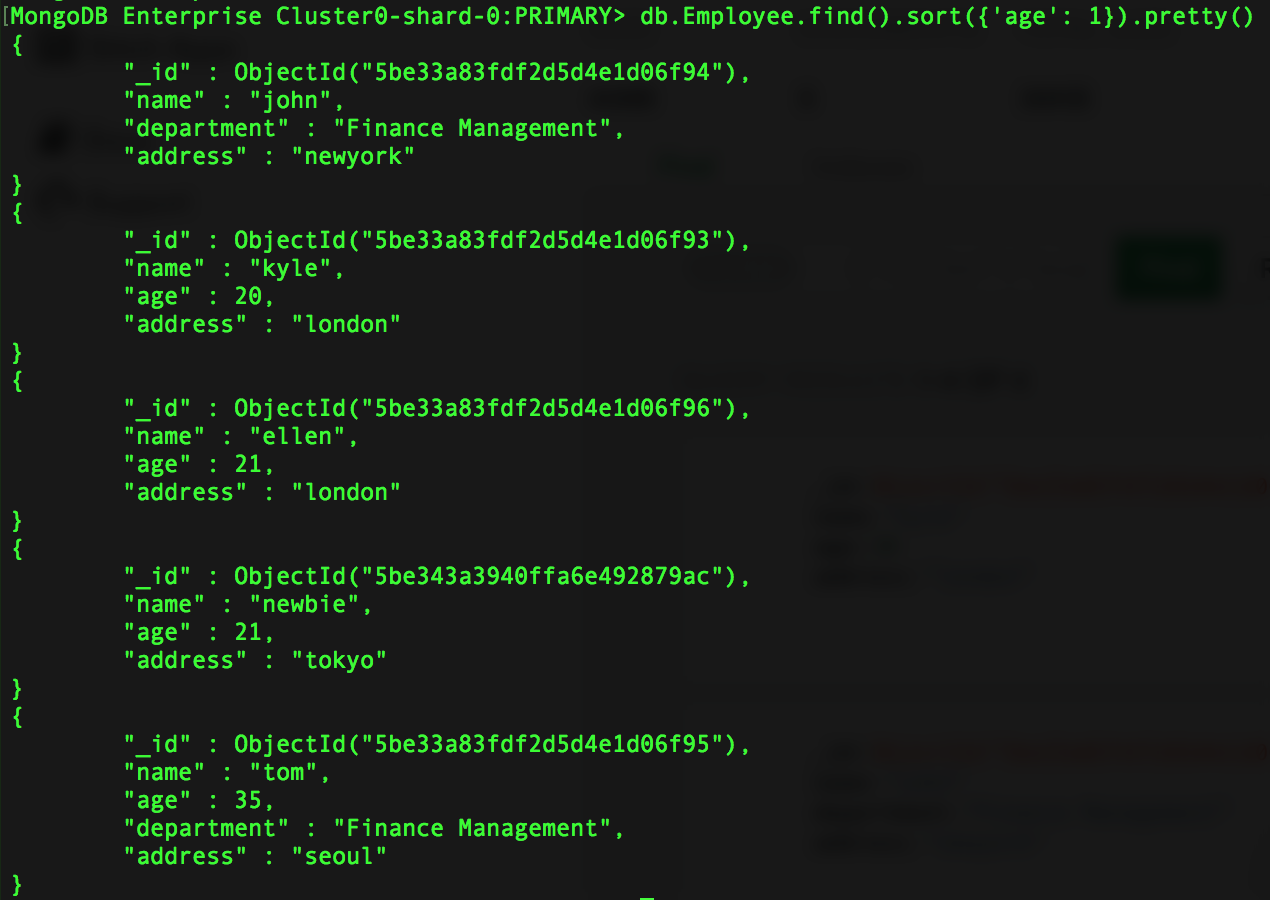 [MongoDB Enterprise Cluster0-shard-0:PRIMARY> db.Employee.find().sort({'age': 1}).pretty()
{
"_id" : ObjectId("5be33a83fdf2d5d4e1d06f94"),
"name" : "john",
"department" : "Finance Management",
"address" : "newyork"
}
{
"_id" : ObjectId("5be33a83fdf2d5d4e1d06f93"),
"name" : "kyle",
"age" : 20,
"address" : "london"
}
{
"_id" : ObjectId("5be33a83fdf2d5d4e1d06f96"),
"name" : "ellen",
"age" : 21,
"address" : "london"
}
{
"_id" : ObjectId("5be343a3940ffa6e492879ac"),
"name" : "newbie",
"age" : 21,
"address" : "tokyo"
}
{
"_id" : ObjectId("5be33a83fdf2d5d4e1d06f95"),
"name" : "tom",
"age" : 35,
"department" : "Finance Management",
"address" : "seoul"
}